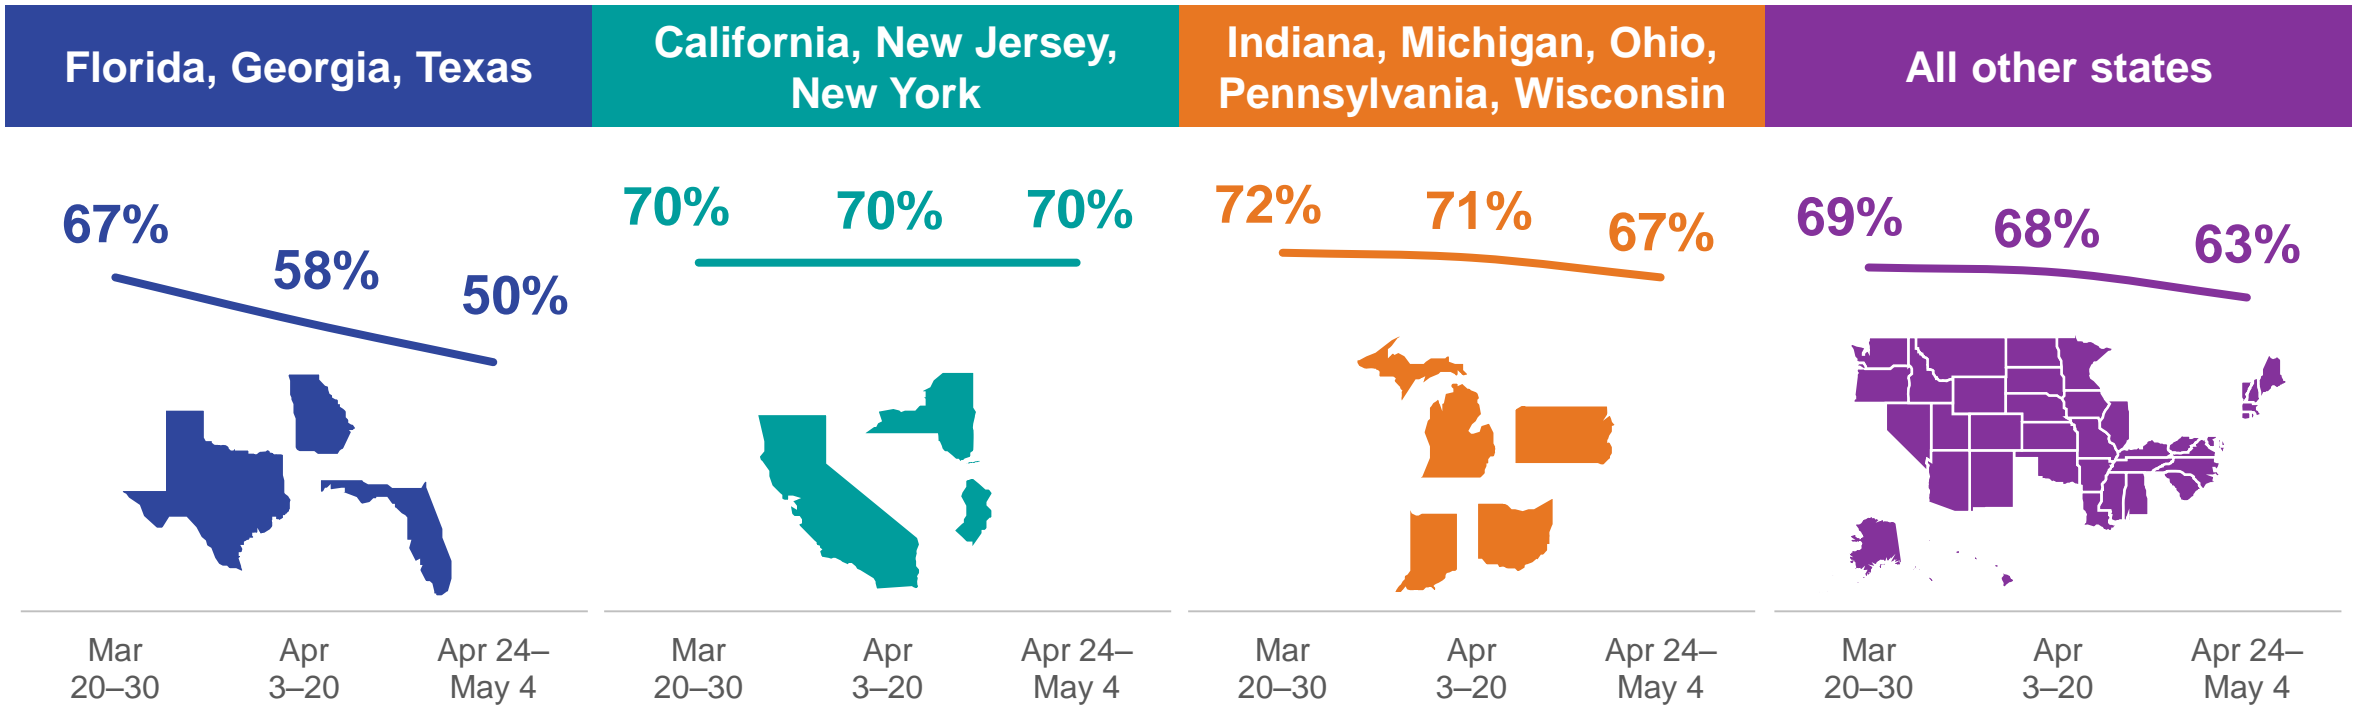 Florida, Georgia, Texas
California, New Jersey,
New York
Indiana, Michigan, Ohio,
Pennsylvania, Wisconsin
All other states
67%
58%
50%
70%
70%
70%
72%
71%
67%
69%
68%
63%
Mar
20–30
Apr
3–20
Apr 24–
May 4
Mar
20–30
Apr
3–20
Apr 24–
May 4
Mar
20–30
Apr
3–20
Apr 24–
May 4
Mar
20–30
Apr
3–20
Apr 24–
May 4